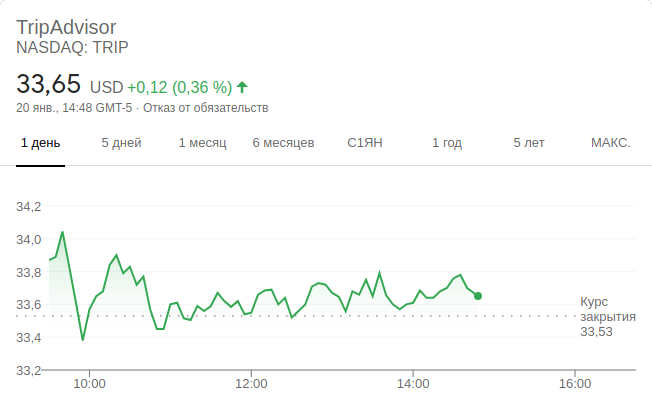 TripAdvisor
NASDAQ: TRIP
33,65 USD +0,12 (0,36 %)
20 янв., 14:48 GMT-5 · Отказ от обязательств
1 день 5 дней 1 месяц 6 месяцев С1ЯН 1 год 5 лет МАКС.
34,2
34,0
33,8
33,6
Курс
закрытия
33,53
33,4
33,2
10:00 12:00 14:00 16:00